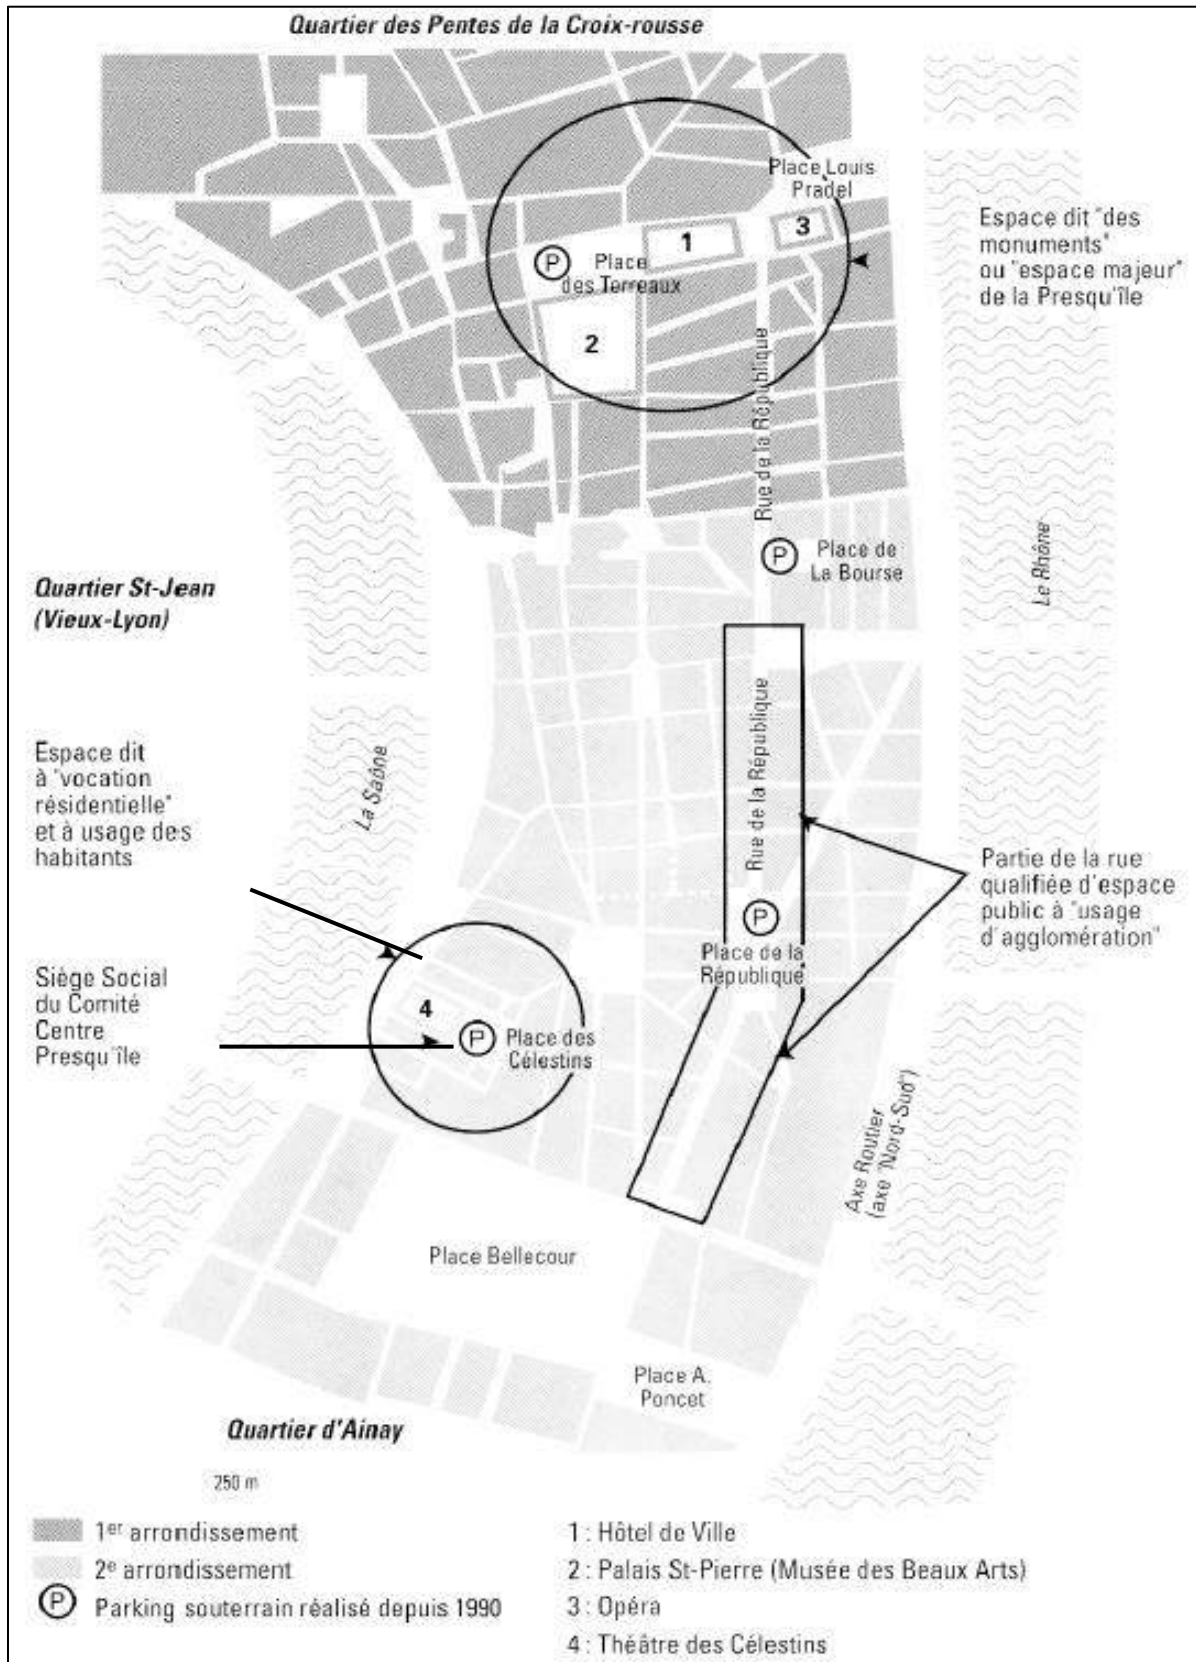 Quartier des Pentes de la Croix-rousse
Place Louis
Pradel
Espace dit "des
monuments"
ou "espace majeur"
de la Presqu'île
1
3
P
Place
des Terreaux
2
Rue de la République
P
Place de
La Bourse
Le Rhône
Quartier St-Jean
(Vieux-Lyon)
Rue de la République
Espace dit
à "vocation
résidentielle"
et à usage des
habitants
La Saône
Partie de la rue
qualifiée d'espace
public à "usage
d'agglomération"
P
Place de la
République
Siège Social
du Comité
Centre
Presqu'île
4
P
Place des
Célestins
Axe Routier
(axe "Nord-Sud")
Place Bellecour
Place A.
Poncet
Quartier d'Ainay
250 m
1er arrondissement
2e arrondissement
P Parking souterrain réalisé depuis 1990
1 : Hôtel de Ville
2 : Palais St-Pierre (Musée des Beaux Arts)
3 : Opéra
4 : Théâtre des Célestins